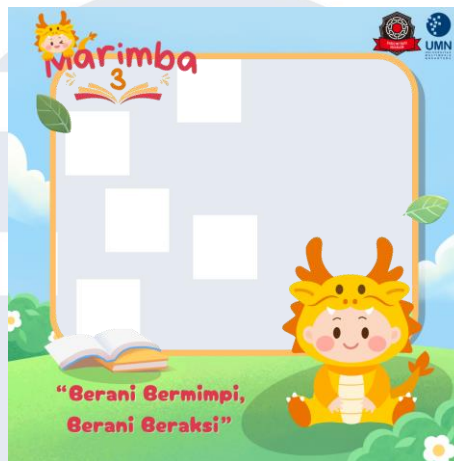 Marimba
3
UMN
“Berani Bermimpi,
Berani Beraksi”